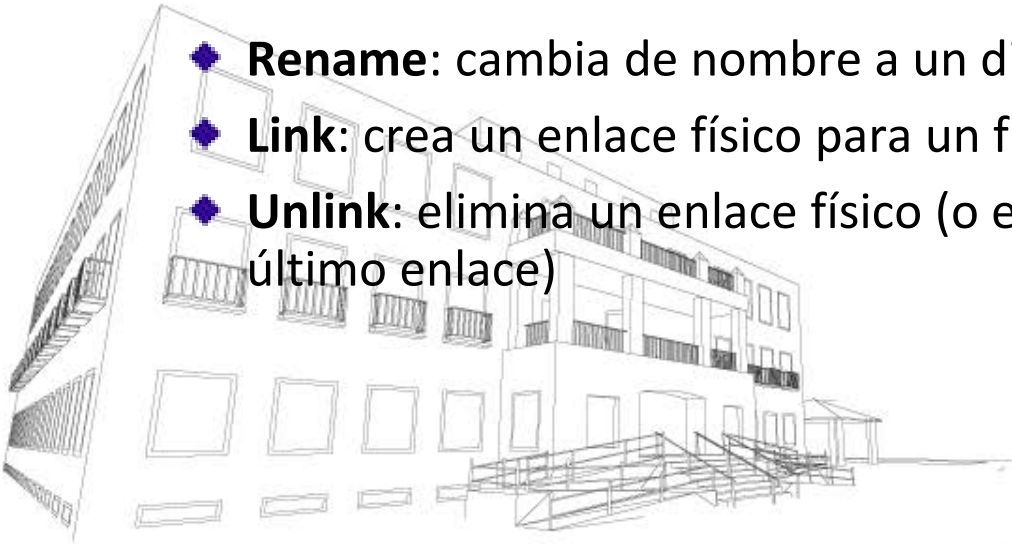 Rename: cambia de nombre a un
Link: crea un enlace físico para un
Unlink: elimina un enlace físico (o
último enlace)